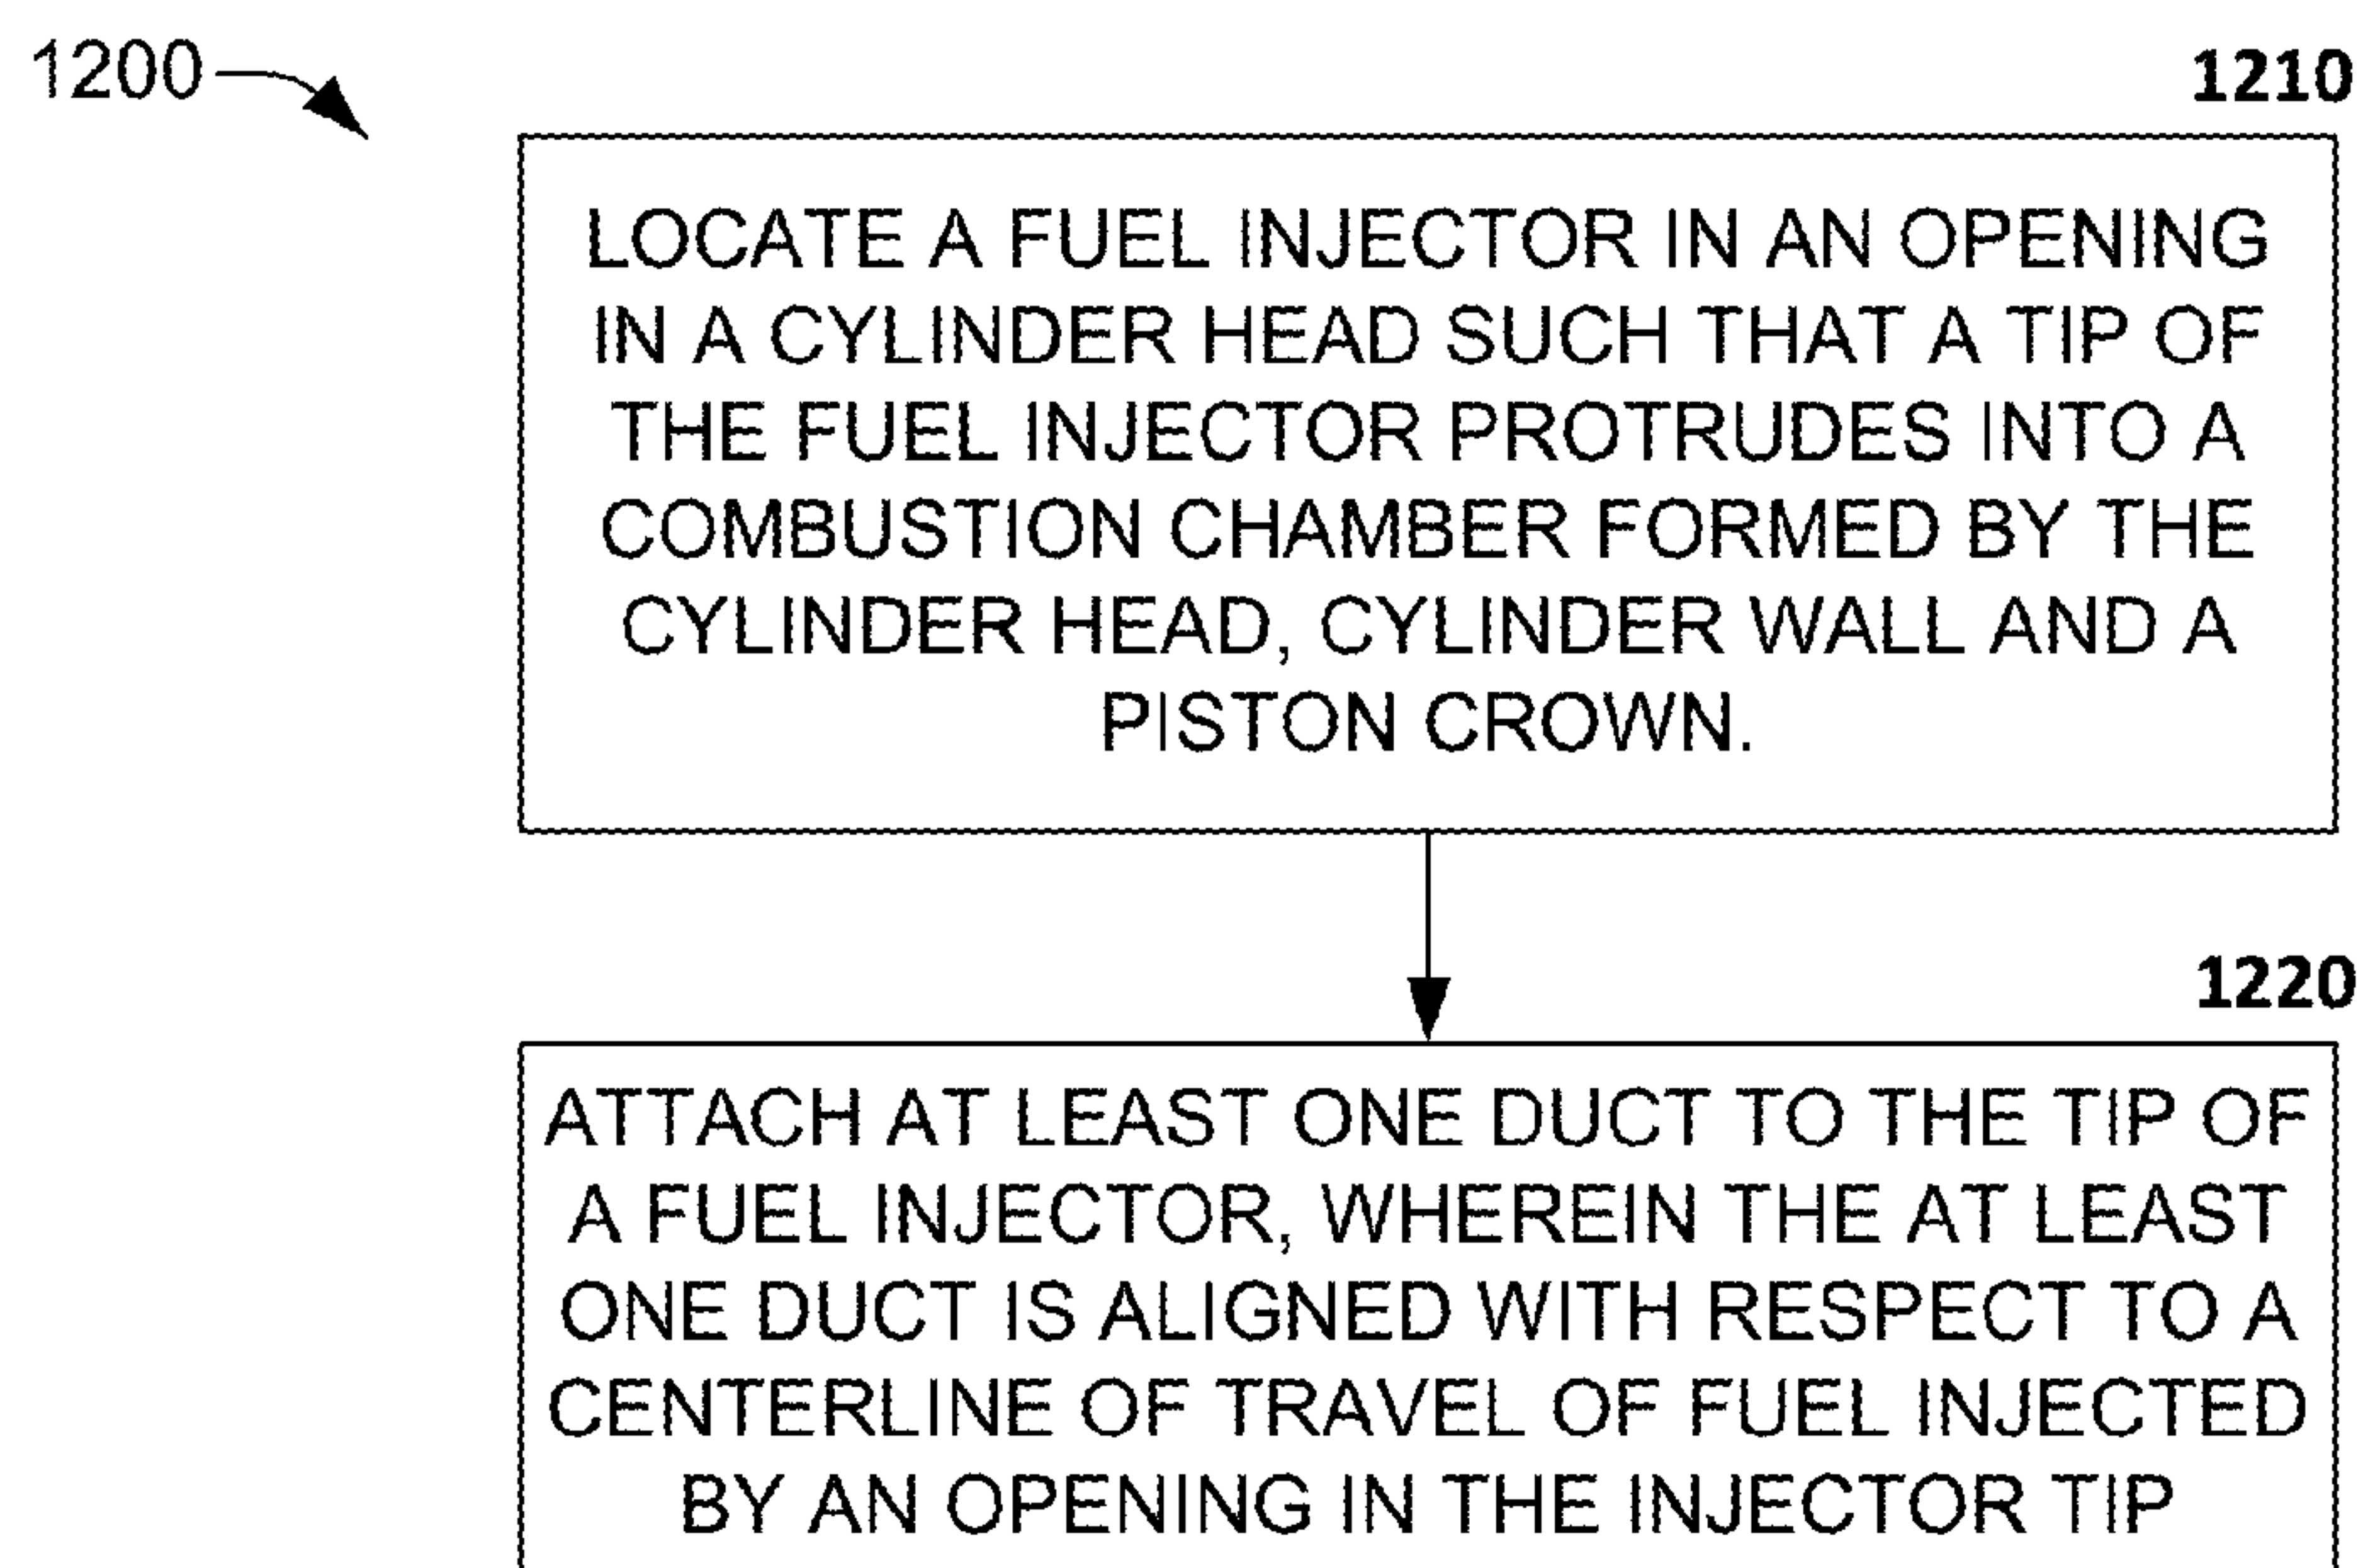 1200
1210
LOCATE A FUEL INJECTOR IN AN OPENING
IN A CYLINDER HEAD SUCH THAT A TIP OF
THE FUEL INJECTOR PROTRUDES INTO A
COMBUSTION CHAMBER FORMED BY THE
CYLINDER HEAD, CYLINDER WALL AND A
PISTON CROWN.
1220
ATTACH AT LEAST ONE DUCT TO THE TIP OF
A FUEL INJECTOR, WHEREIN THE AT LEAST
ONE DUCT IS ALIGNED WITH RESPECT TO A
CENTERLINE OF TRAVEL OF FUEL INJECTED
BY AN OPENING IN THE INJECTOR TIP